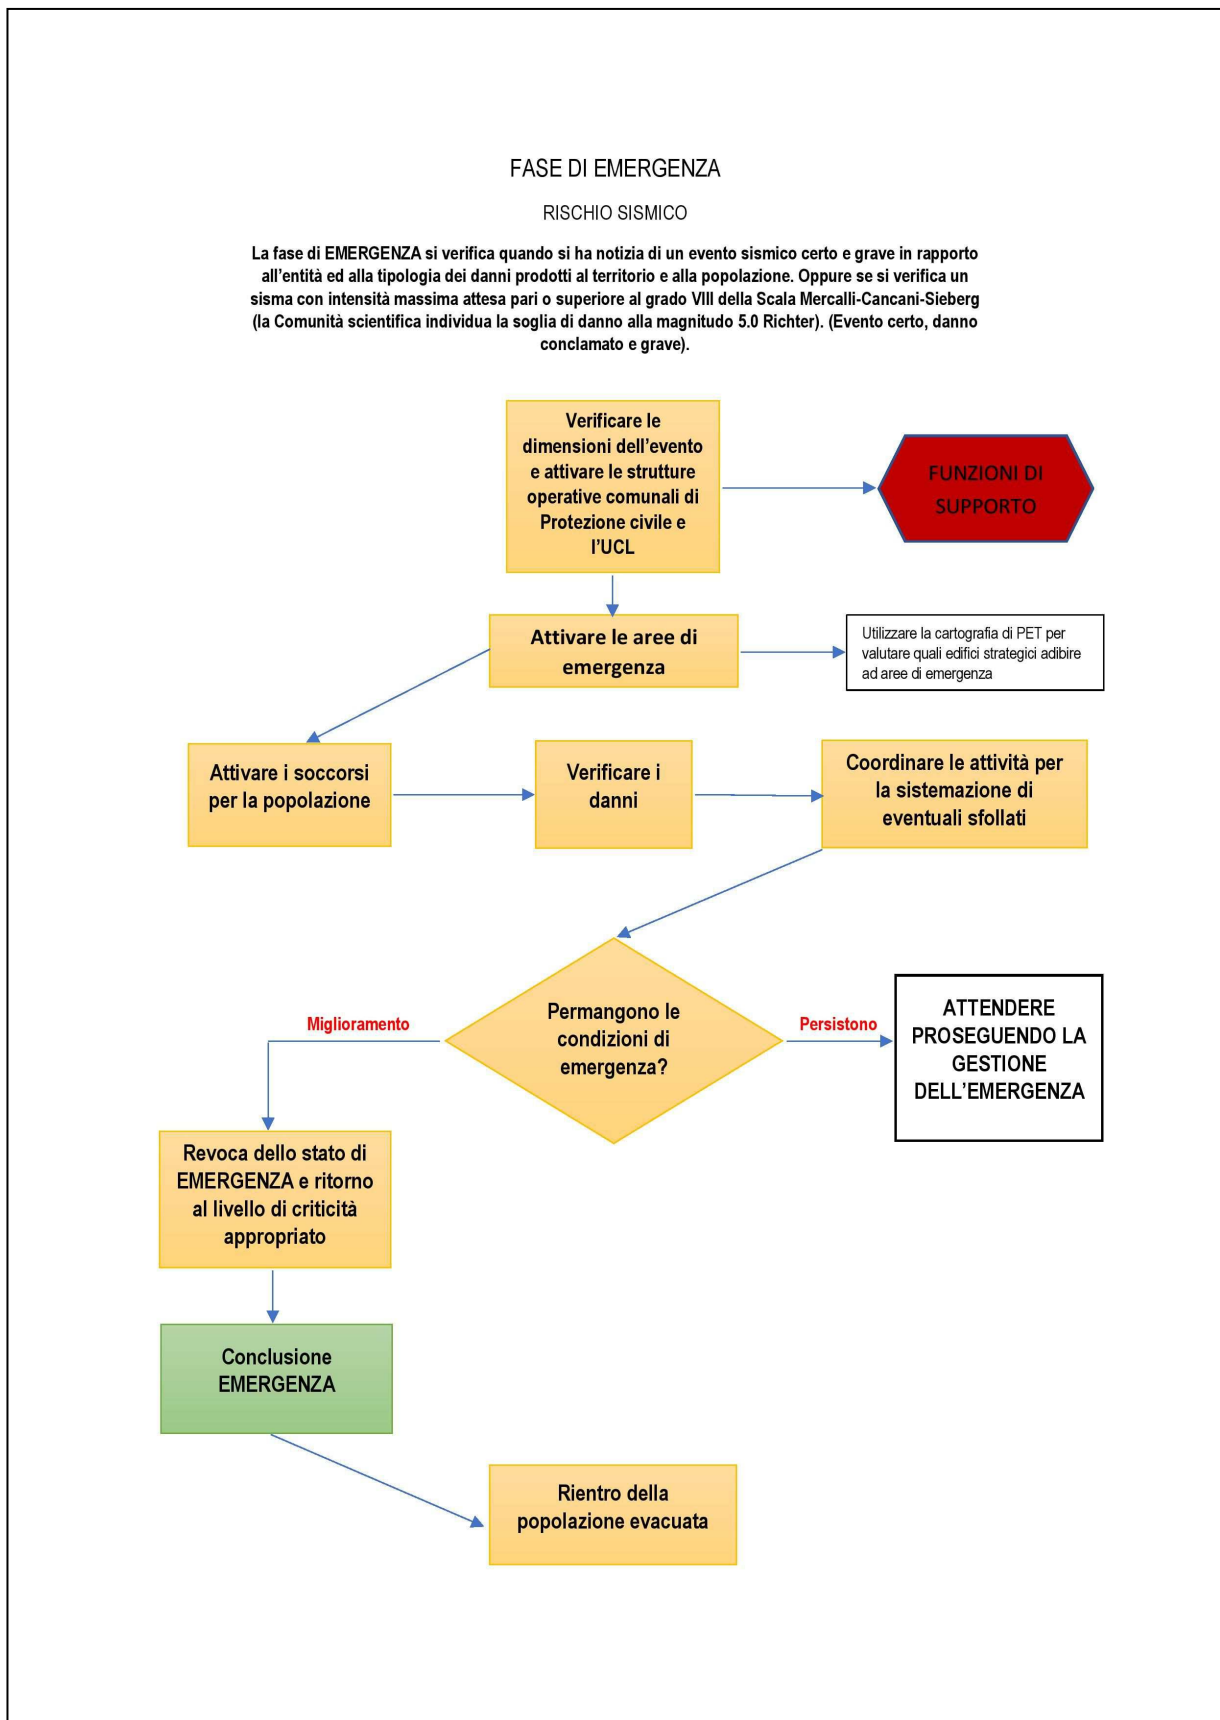 FASE DI EMERGENZA
RISCHIO SISMICO
La fase di EMERGENZA si verifica quando si ha notizia di un evento sismico certo e grave in rapporto
all’entità ed alla tipologia dei danni prodotti al territorio e alla popolazione. Oppure se si verifica un
sisma con intensità massima attesa pari o superiore al grado VIII della Scala Mercalli-Cancani-Sieberg
(la Comunità scientifica individua la soglia di danno alla magnitudo 5.0 Richter). (Evento certo, danno
conclamato e grave).
Verificare le
dimensioni dell’evento
e attivare le strutture
operative comunali di
Protezione civile e
l’UCL
FUNZIONI DI
SUPPORTO
Attivare le aree di
emergenza
Utilizzare la cartografia di PET per
valutare quali edifici strategici adibire
ad aree di emergenza
Attivare i soccorsi
per la popolazione
Verificare i
danni
Coordinare le attività per
la sistemazione di
eventuali sfollati
Permangono le
condizioni di
emergenza?
Miglioramento
Persistono
ATTENDERE
PROSEGUENDO LA
GESTIONE
DELL’EMERGENZA
Revoca dello stato di
EMERGENZA e ritorno
al livello di criticità
appropriato
Conclusione
EMERGENZA
Rientro della
popolazione evacuata